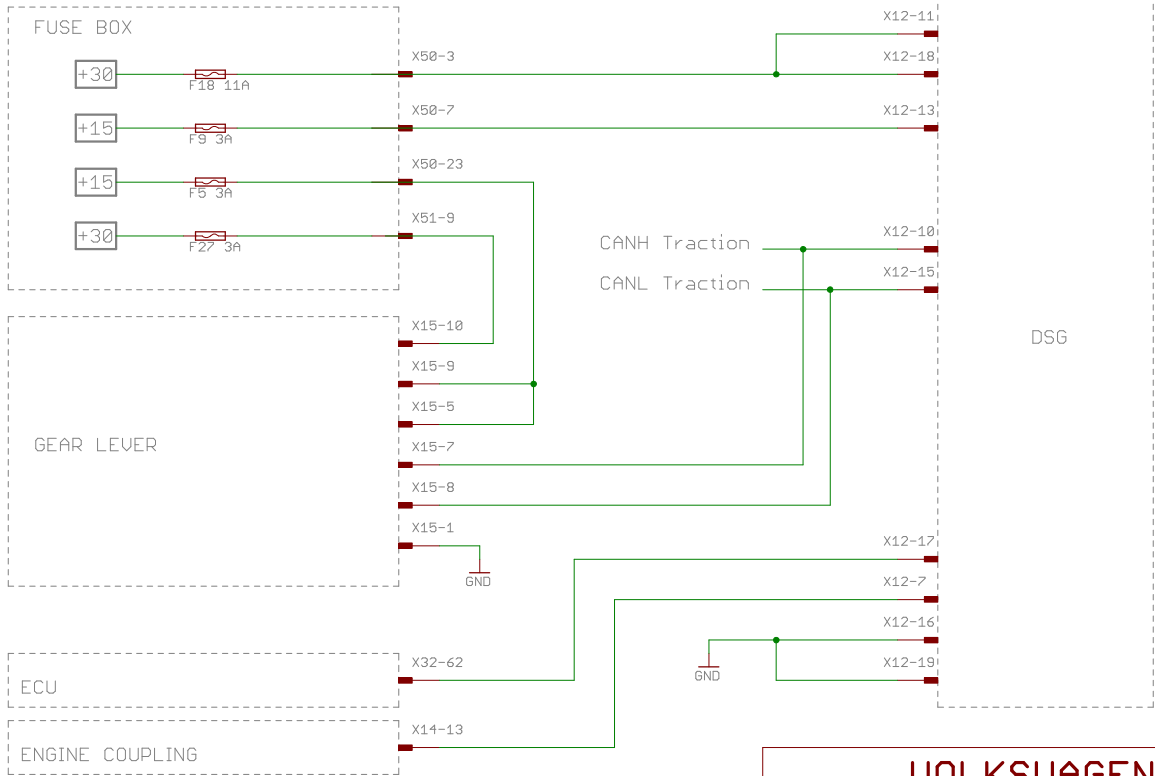 FUSE BOX
+30
F18 11A
X50-3
X12-11
X12-18
+15
F9 3A
X50-7
X12-13
+15
F5 3A
X50-23
+30
F27 3A
X51-9
CANH Traction
X12-10
CANL Traction
X12-15
DSG
GEAR LEVER
X15-10
X15-9
X15-5
X15-7
X15-8
X15-1
GND
X12-17
X12-7
X12-16
X12-19
GND
ECU
X32-62
ENGINE COUPLING
X14-13
VOLKSWAGEN